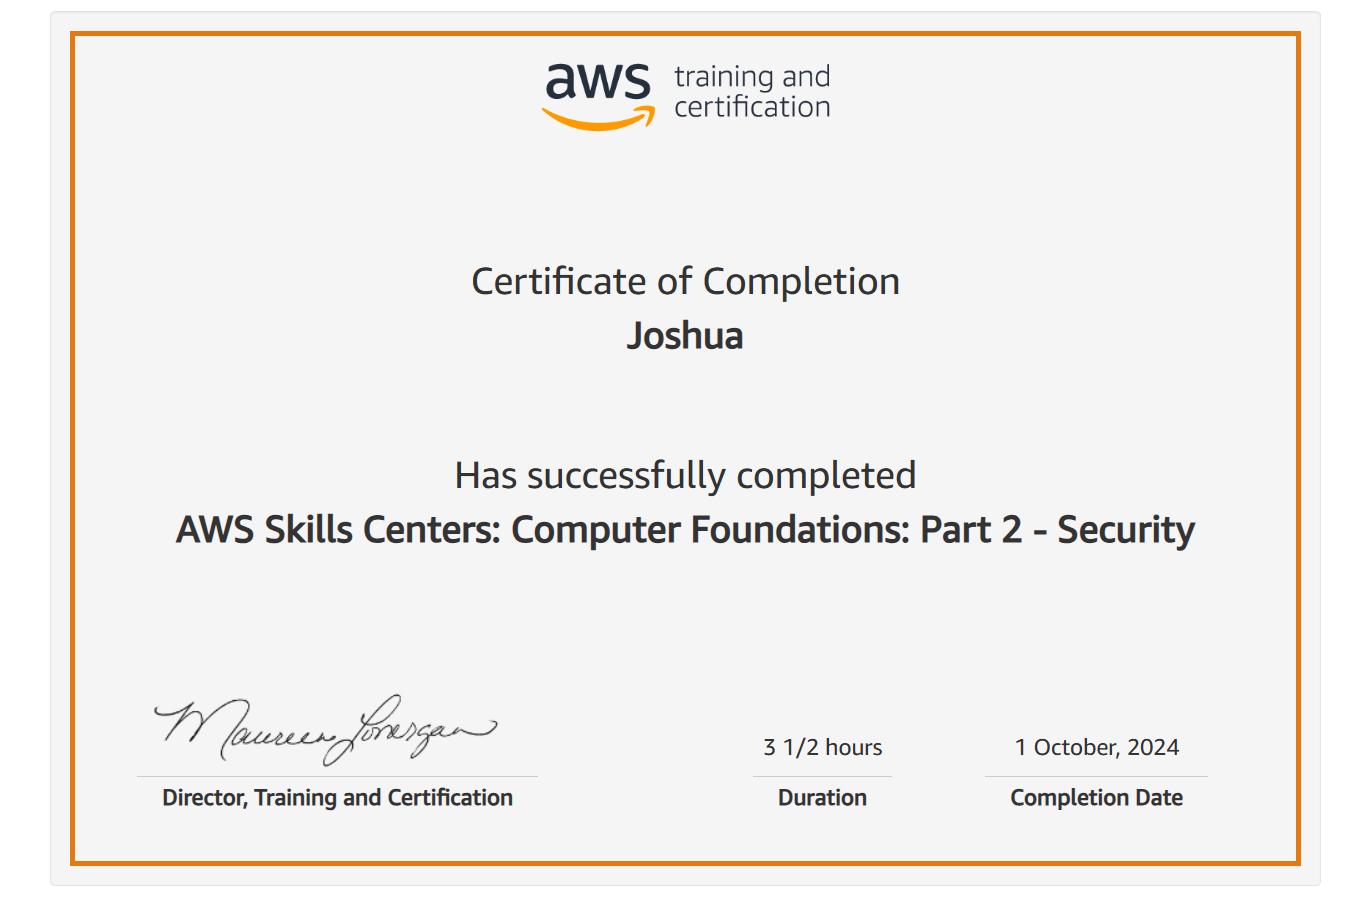 aws training and
certification
Certificate of Completion
Joshua
Has successfully completed
AWS Skills Centers: Computer Foundations: Part 2 - Security
Maureen Lonergan
Director, Training and Certification
3 1/2 hours
Duration
1 October, 2024
Completion Date